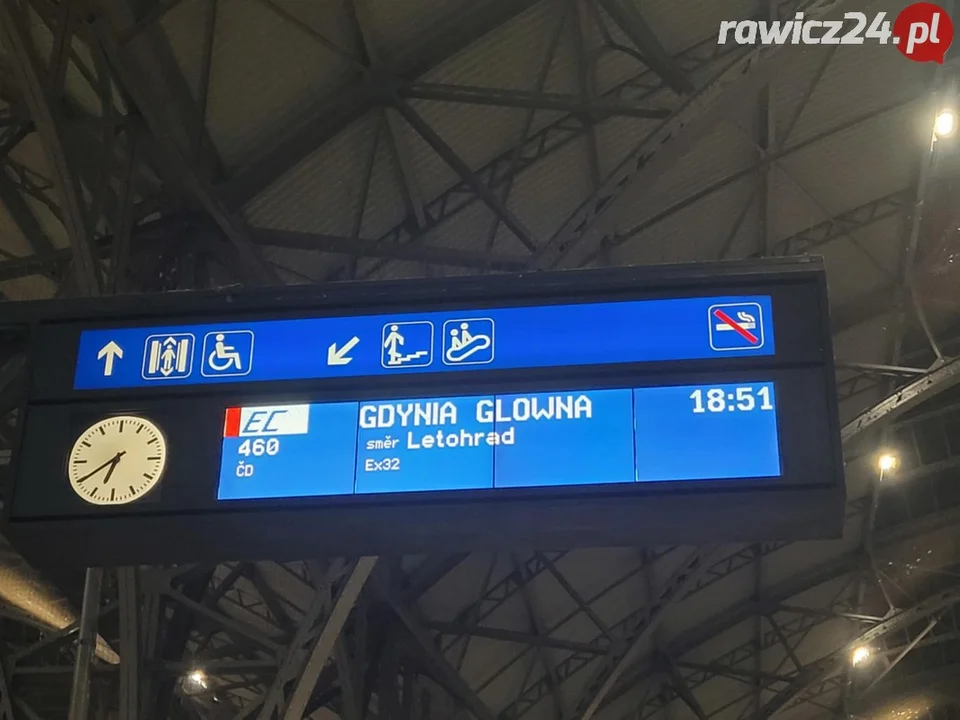 rawicz24.pl
EC GDYNIA GLOWNA 18:51
460 směr Letohrad
ČD Ex32